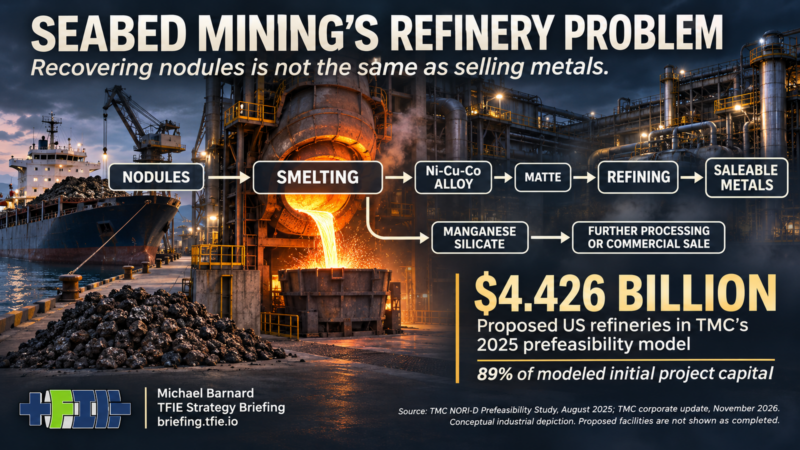 SEABED MINING'S REFINERY PROBLEM
Recovering nodules is not the same as selling metals.
NODULES
SMELTING
Ni-Cu-Co
ALLOY
MATTE
REFINING
SALEABLE
METALS
MANGANESE
SILICATE
FURTHER PROCESSING
OR COMMERCIAL SALE
$4.426 BILLION
Proposed US refineries in TMC's
2025 prefeasibility model
89% of modeled initial project capital
TFIE
Michael Barnard
TFIE Strategy Briefing
briefing.tfie.io
Source: TMC NORI-D Prefeasibility Study, August 2025; TMC corporate update, November 2026.
Conceptual industrial depiction. Proposed facilities are not shown as completed.